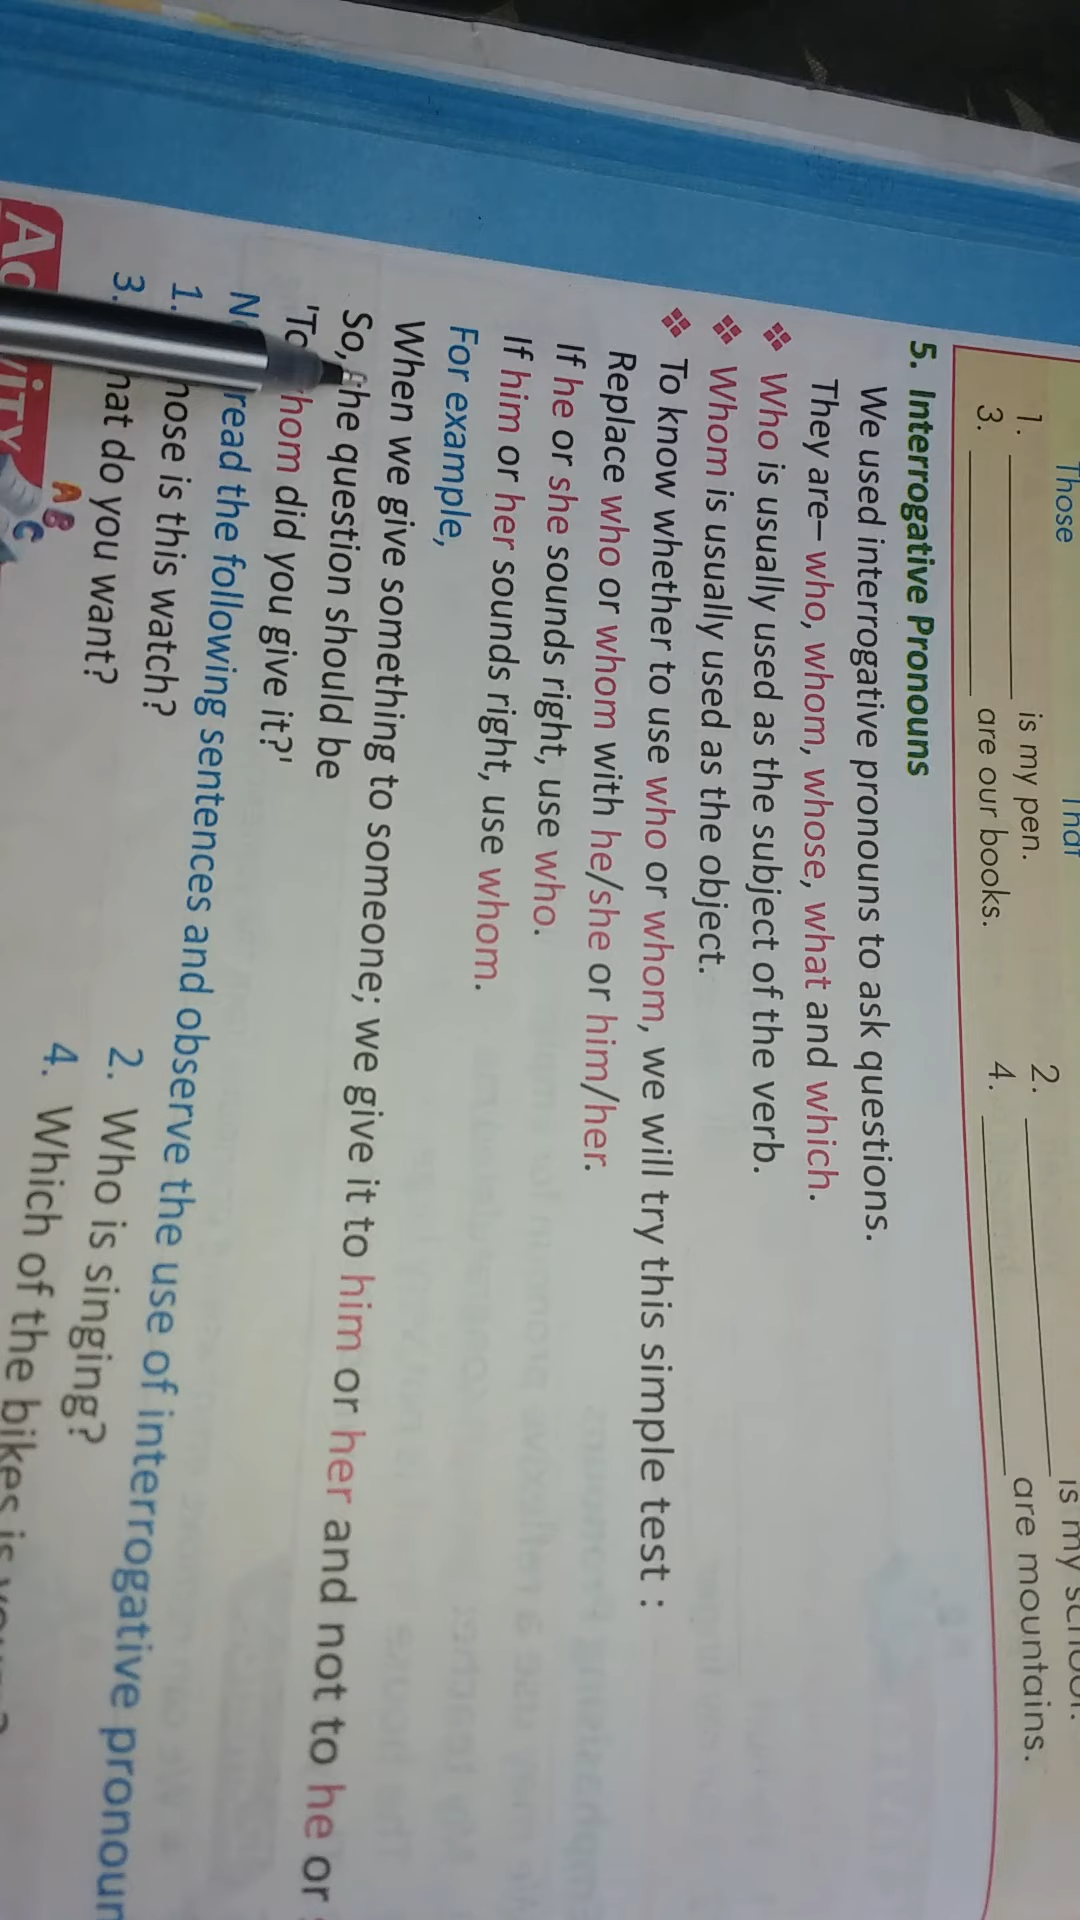 Those That
1. is my pen. 2. is my school.
3. are our books. 4. are mountains.
5. Interrogative Pronouns
We used interrogative pronouns to ask questions.
They are– who, whom, whose, what and which.
❖ Who is usually used as the subject of the verb.
❖ Whom is usually used as the object.
❖ To know whether to use who or whom, we will try this simple test :
Replace who or whom with he/she or him/her.
If he or she sounds right, use who.
If him or her sounds right, use whom.
For example,
When we give something to someone; we give it to him or her and not to he or
So, the question should be
'To whom did you give it?'
read the following sentences and observe the use of interrogative pronoun
1. hose is this watch? 2. Who is singing?
3. hat do you want? 4. Which of the bikes is
A B C